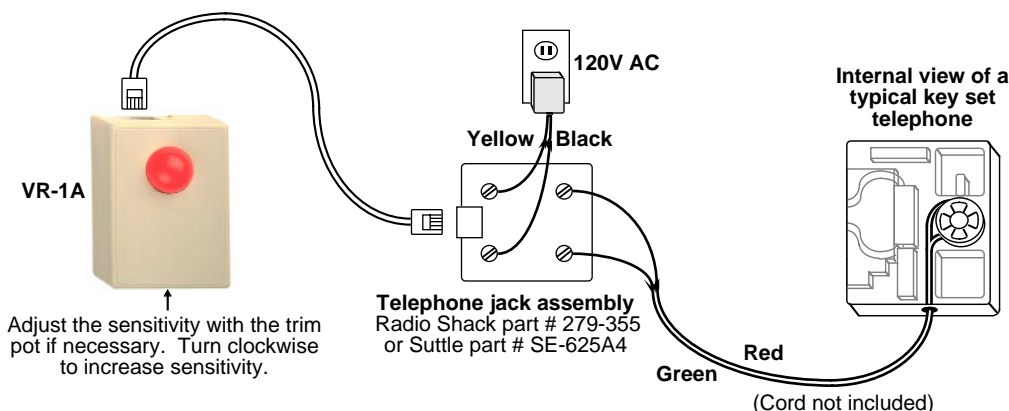 120V AC
Internal view of a
typical key set
telephone
Yellow
Black
VR-1A
Telephone jack assembly
Radio Shack part # 279-355
or Suttle part # SE-625A4
Adjust the sensitivity with the trim
pot if necessary. Turn clockwise
to increase sensitivity.
Red
Green
(Cord not included)